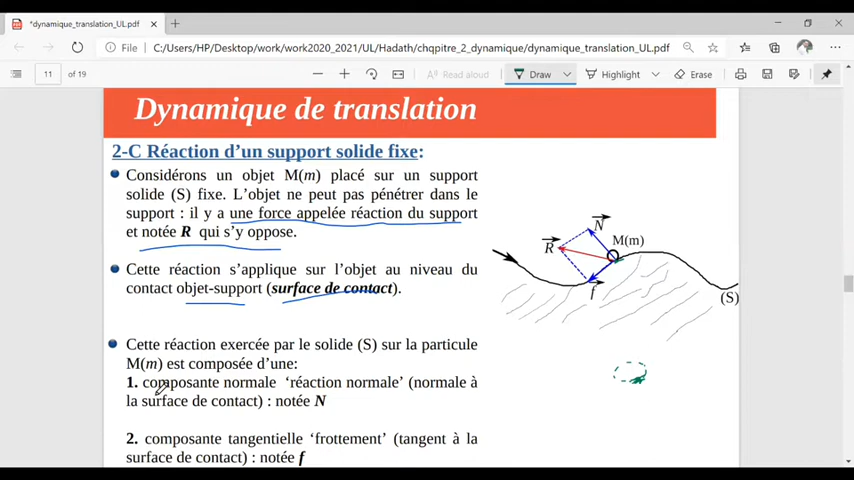 *dynamique_translation_UL.pdf
File
C:/Users/HP/Desktop/work/work2020_2021/UL/Hadath/chqpitre_2_dynamique/dynamique_translation_UL.pdf
11 of 19
Read aloud
Draw
Highlight
Erase
Dynamique de translation
2-C Réaction d’un support solide fixe:
Considérons un objet M(m) placé sur un support
solide (S) fixe. L’objet ne peut pas pénétrer dans le
support : il y a une force appelée réaction du support
et notée R qui s’y oppose.
Cette réaction s’applique sur l’objet au niveau du
contact objet-support (surface de contact).
Cette réaction exercée par le solide (S) sur la particule
M(m) est composée d’une:
1. composante normale ‘réaction normale’ (normale à
la surface de contact) : notée N
2. composante tangentielle ‘frottement’ (tangent à la
surface de contact) : notée f
N
M(m)
R
f
(S)